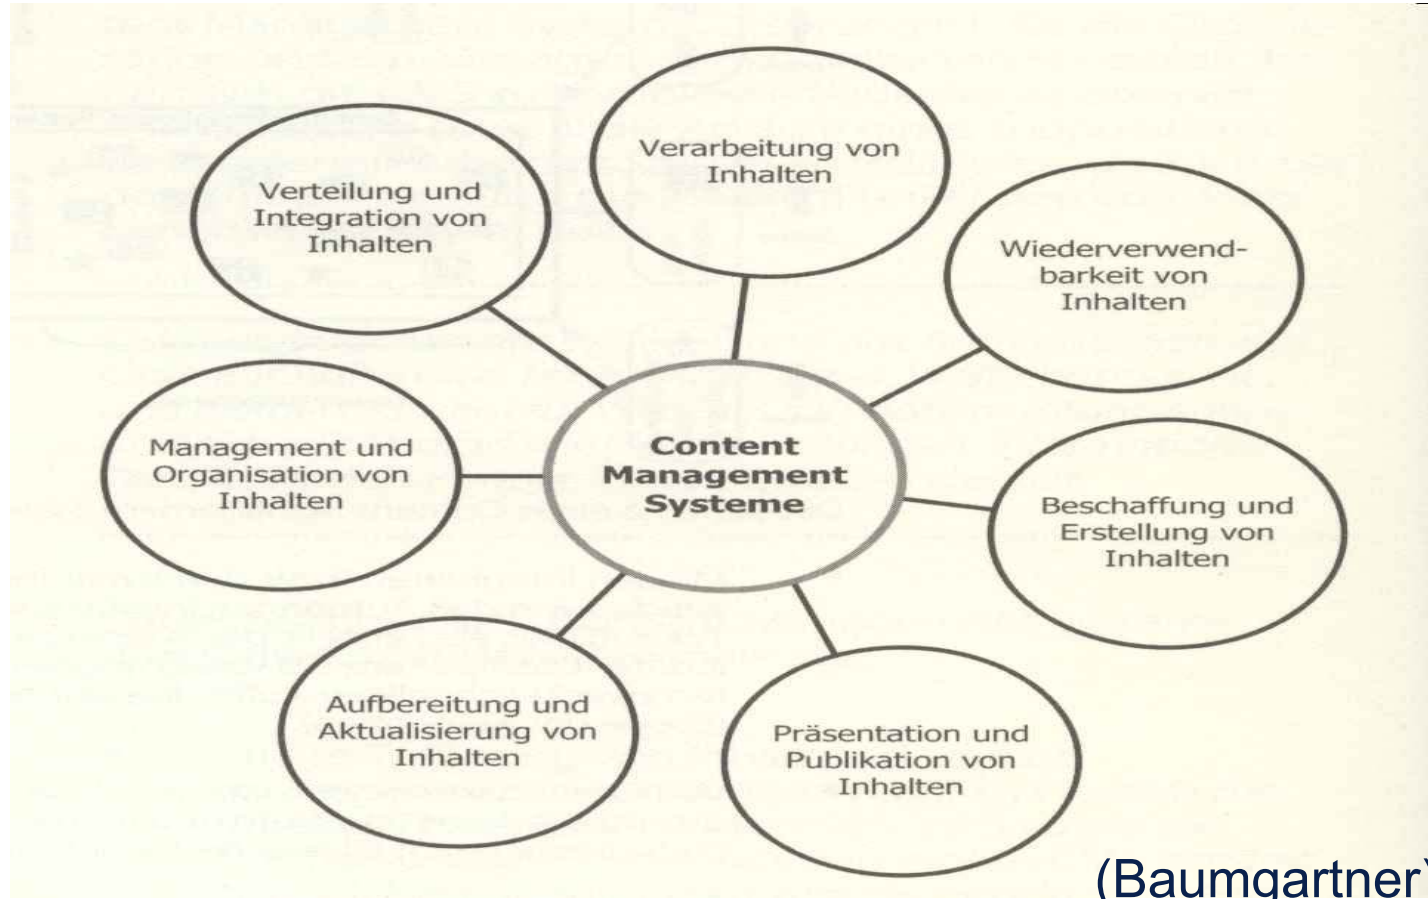 Verarbeitung von
Inhalten
Verteilung und
Integration von
Inhalten
Wiederverwend-
barkeit von
Inhalten
Management und
Organisation von
Inhalten
Content
Management
Systeme
Beschaffung und
Erstellung von
Inhalten
Aufbereitung und
Aktualisierung von
Inhalten
Präsentation und
Publikation von
Inhalten
(Baumgartner)